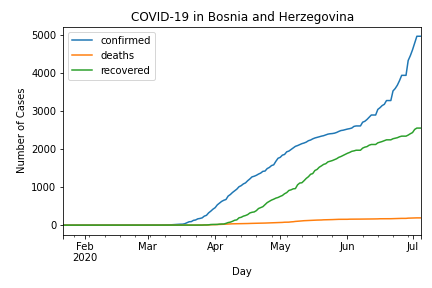 COVID-19 in Bosnia and Herzegovina
confirmed
deaths
recovered
Number of Cases
5000
4000
3000
2000
1000
0
Feb Mar Apr May Jun Jul
2020
Day